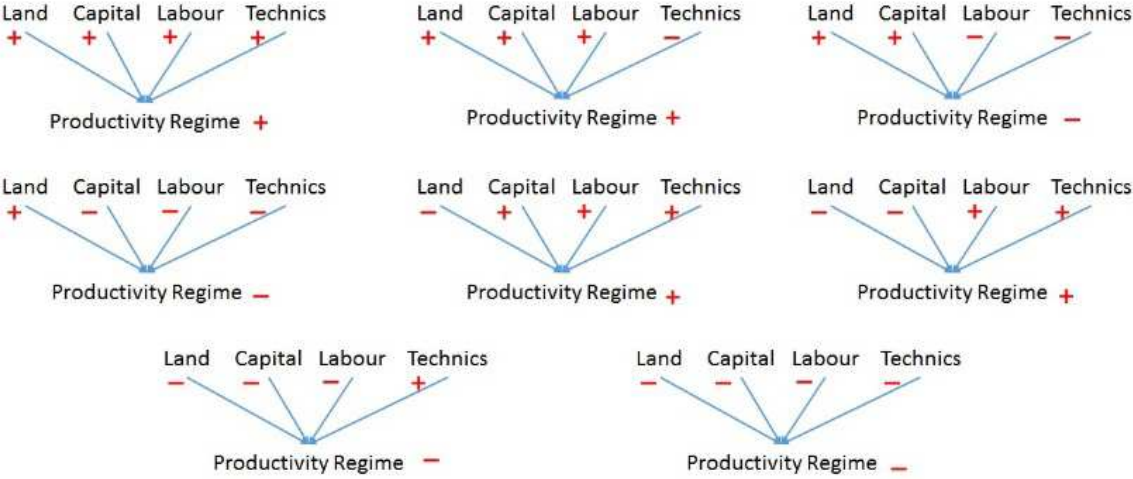 Land Capital Labour Technics Land Capital Labour Technics Land Capital Labour Technics
+ + + + + + + − + + − −
Productivity Regime + Productivity Regime + Productivity Regime −
Land Capital Labour Technics Land Capital Labour Technics Land Capital Labour Technics
+ − − − − + + + − − + +
Productivity Regime − Productivity Regime + Productivity Regime +
Land Capital Labour Technics Land Capital Labour Technics
− − − + − − − −
Productivity Regime − Productivity Regime −